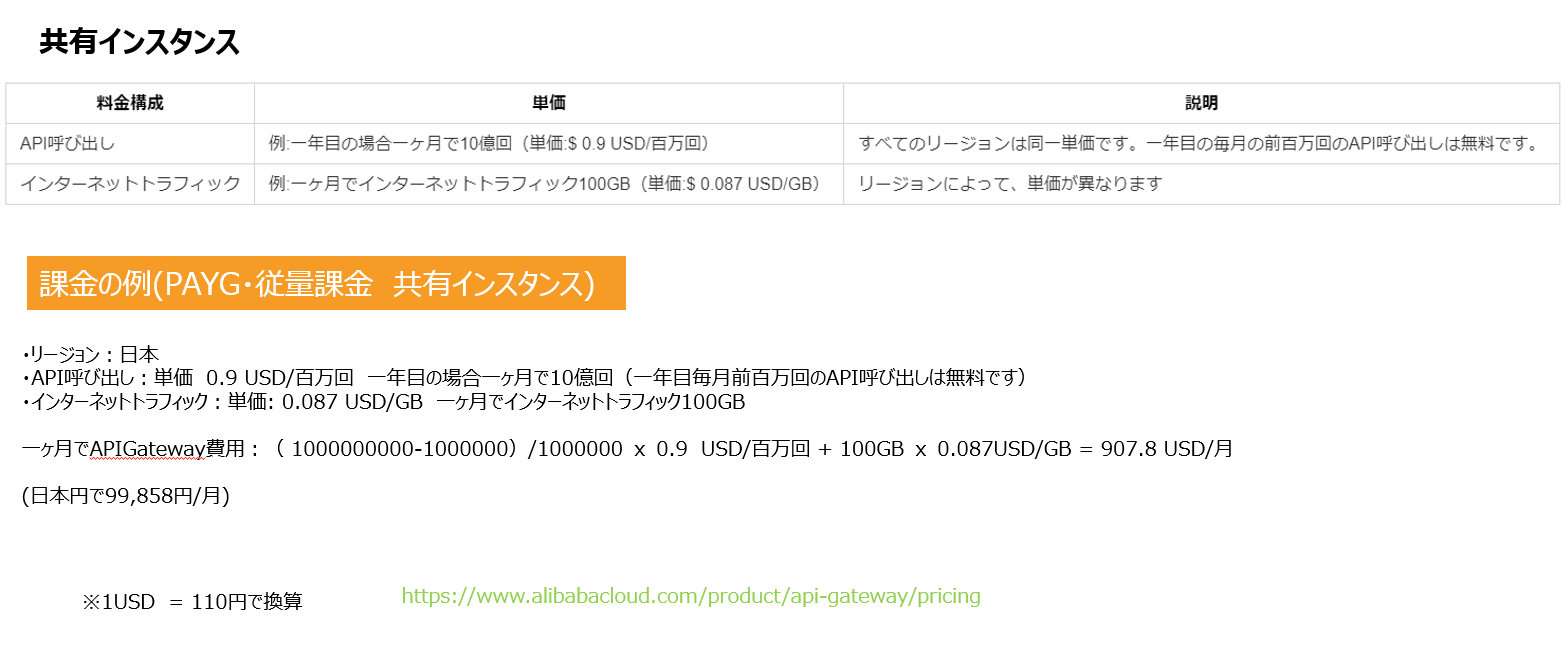 共有インスタンス
料金構成 単価 説明
API呼び出し 例:一年目の場合一ヶ月で10億回（単価:$ 0.9 USD/百万回） すべてのリージョンは同一単価です。一年目の毎月の前百万回のAPI呼び出しは無料です。
インターネットトラフィック 例:一ヶ月でインターネットトラフィック100GB（単価:$ 0.087 USD/GB） リージョンによって、単価が異なります
課金の例(PAYG・従量課金　共有インスタンス)
・リージョン：日本
・API呼び出し：単価 0.9 USD/百万回 一年目の場合一ヶ月で10億回（一年目毎月前百万回のAPI呼び出しは無料です）
・インターネットトラフィック：単価: 0.087 USD/GB 一ヶ月でインターネットトラフィック100GB
一ヶ月でAPIGateway費用：（ 1000000000-1000000）/1000000 x 0.9 USD/百万回 + 100GB x 0.087USD/GB = 907.8 USD/月
(日本円で99,858円/月)
※1USD = 110円で換算
https://www.alibabacloud.com/product/api-gateway/pricing